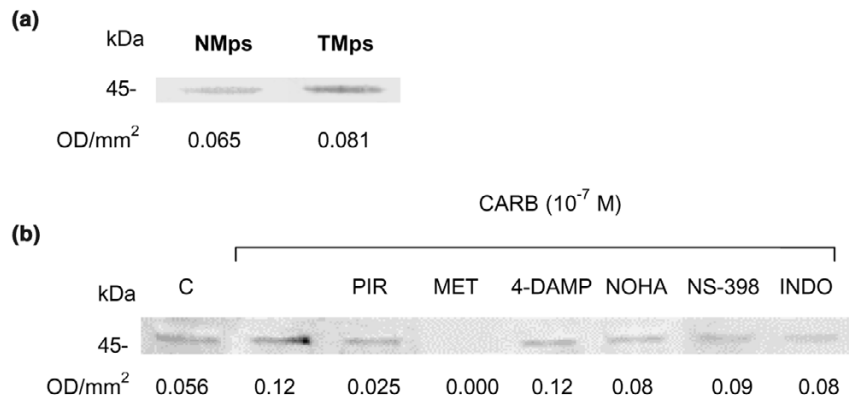 (a)
kDa NMps TMps
45-
OD/mm² 0.065 0.081
CARB (10⁻⁷ M)
(b)
kDa C PIR MET 4-DAMP NOHA NS-398 INDO
45-
OD/mm² 0.056 0.12 0.025 0.000 0.12 0.08 0.09 0.08